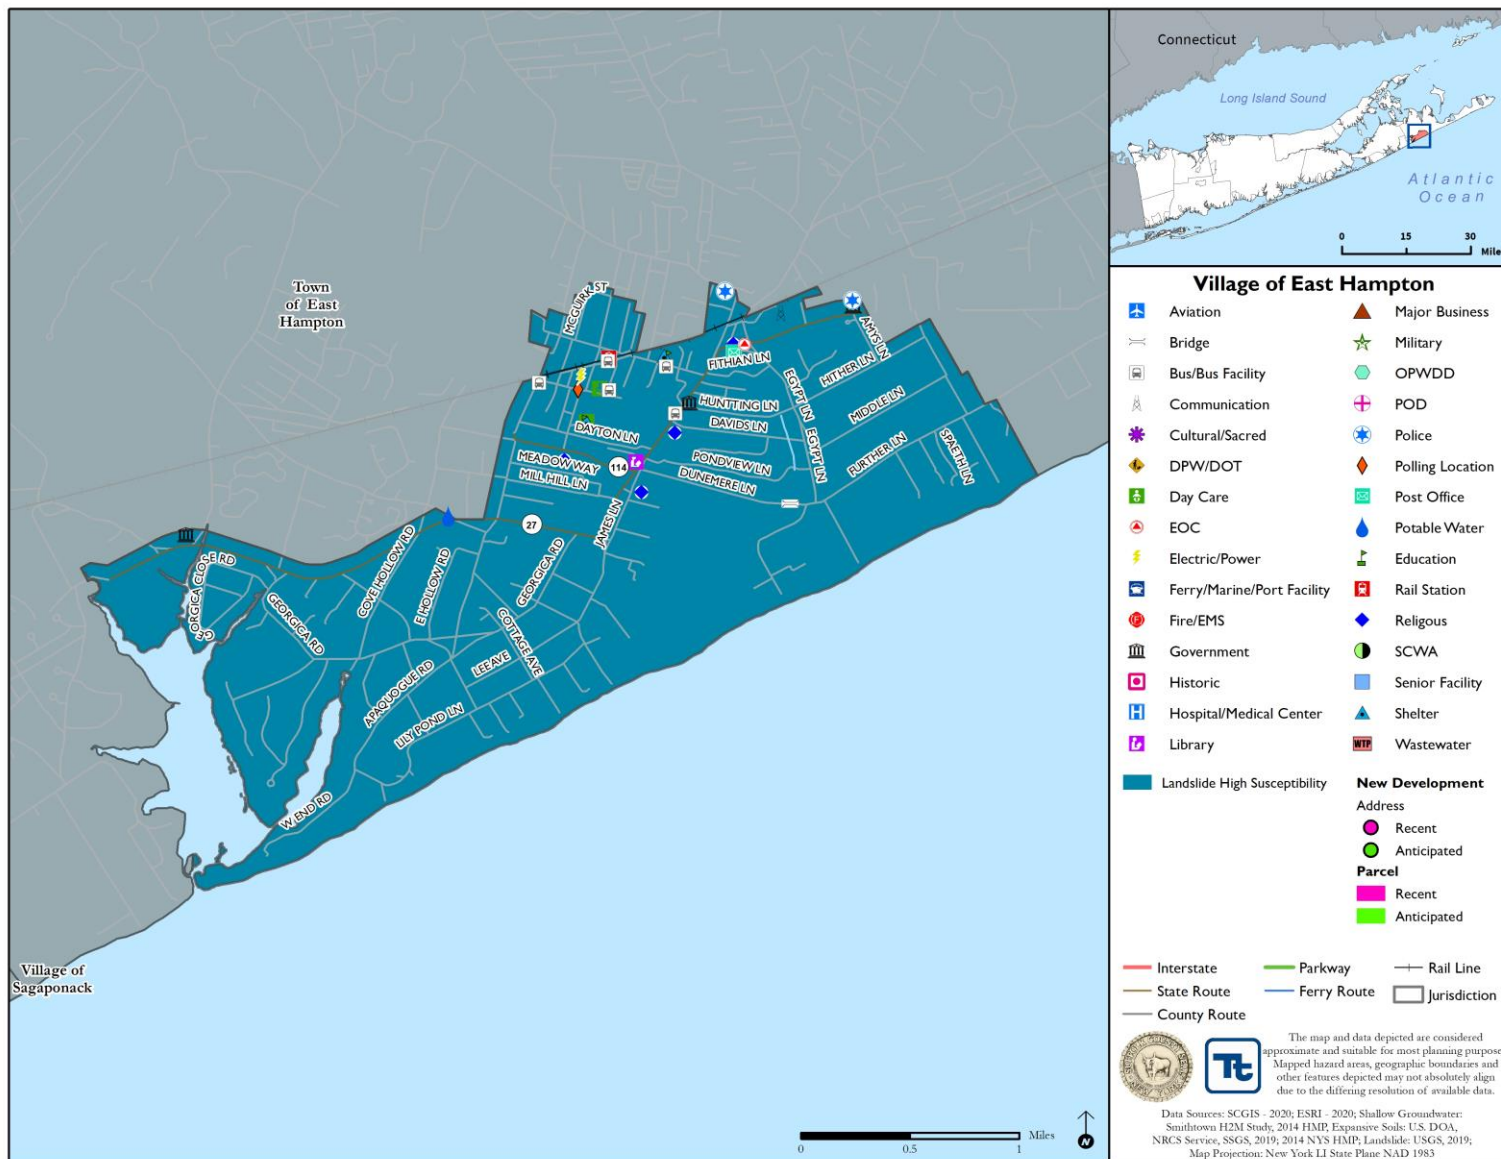 Connecticut
Long Island Sound
Atlantic
Ocean
0 15 30
Mile
Town
of East
Hampton
Village of
Sagaponack
MCGUIRK ST
FITHIAN LN
AMYS LN
HITHER LN
EGYPT LN
EGYPT LN
HUNTTING LN
MIDDLE LN
DAVIDS LN
DAYTON LN
FURTHER LN
SPAETH LN
MEADOW WAY
114
PONDVIEW LN
MILL HILL LN
DUNEMERE LN
27
JAMES LN
GEORGICA CLOSE RD
COVE HOLLOW RD
E HOLLOW RD
GEORGICA RD
GEORGICA RD
COTTAGE AVE
LEE AVE
APAQUOGUE RD
LILY POND LN
W END RD
0 0.5 1
Miles
N
Village of East Hampton
Aviation
Bridge
Bus/Bus Facility
Communication
Cultural/Sacred
DPW/DOT
Day Care
EOC
Electric/Power
Ferry/Marine/Port Facility
Fire/EMS
Government
Historic
Hospital/Medical Center
Library
Major Business
Military
OPWDD
POD
Police
Polling Location
Post Office
Potable Water
Education
Rail Station
Religous
SCWA
Senior Facility
Shelter
WTP Wastewater
Landslide High Susceptibility
New Development
Address
Recent
Anticipated
Parcel
Recent
Anticipated
Interstate
Parkway
Rail Line
State Route
Ferry Route
Jurisdiction
County Route
Tt
The map and data depicted are considered
approximate and suitable for most planning purpose
Mapped hazard areas, geographic boundaries and
other features depicted may not absolutely align
due to the differing resolution of available data.
Data Sources: SCGIS - 2020; ESRI - 2020; Shallow Groundwater:
Smithtown H2M Study, 2014 HMP, Expansive Soils: U.S. DOA,
NRCS Service, SSGS, 2019; 2014 NYS HMP; Landslide: USGS, 2019;
Map Projection: New York LI State Plane NAD 1983